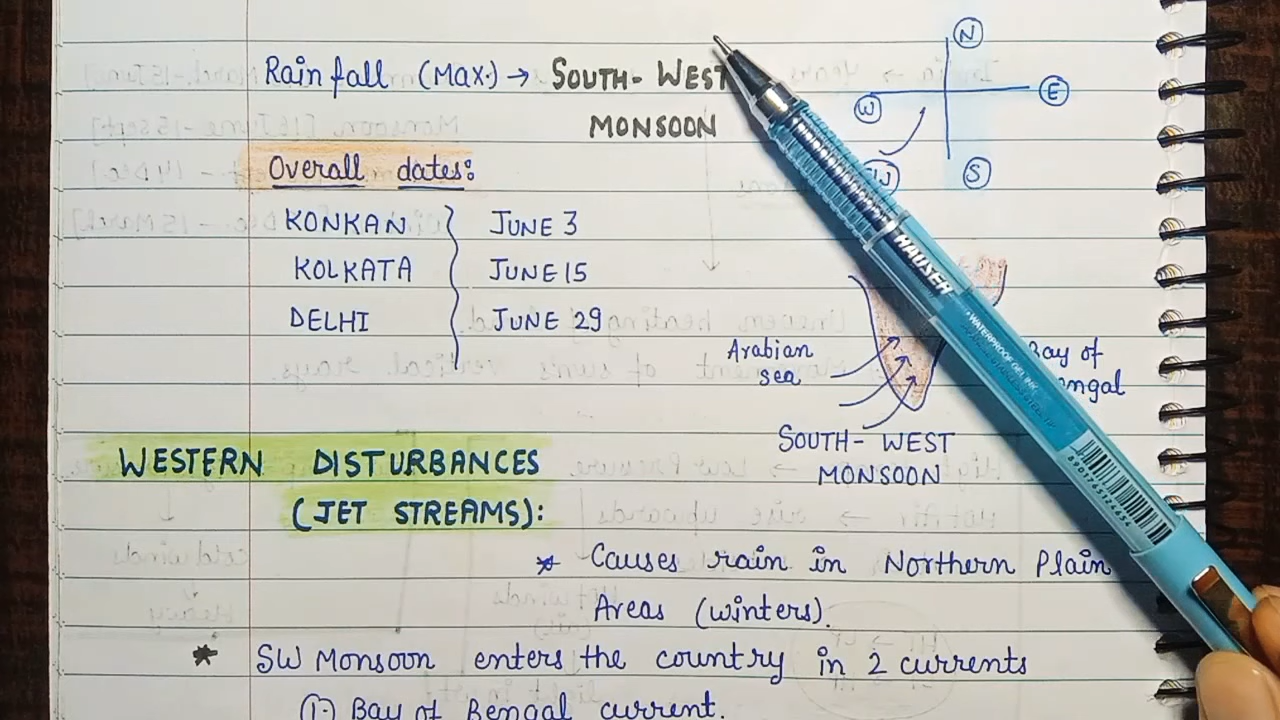 Rainfall (Max.) → SOUTH-WEST
MONSOON
N
W
E
S
Overall dates:
KONKAN JUNE 3
KOLKATA JUNE 15
DELHI JUNE 29
Arabian
sea
Bay of
SOUTH-WEST
MONSOON
WESTERN DISTURBANCES
(JET STREAMS):
* Causes rain in Northern Plain
Areas (winters).
* SW Monsoon enters the country in 2 currents
1- Bay of Bengal current.
HAUSER
WATERPROOF GEL INK
8901765124654